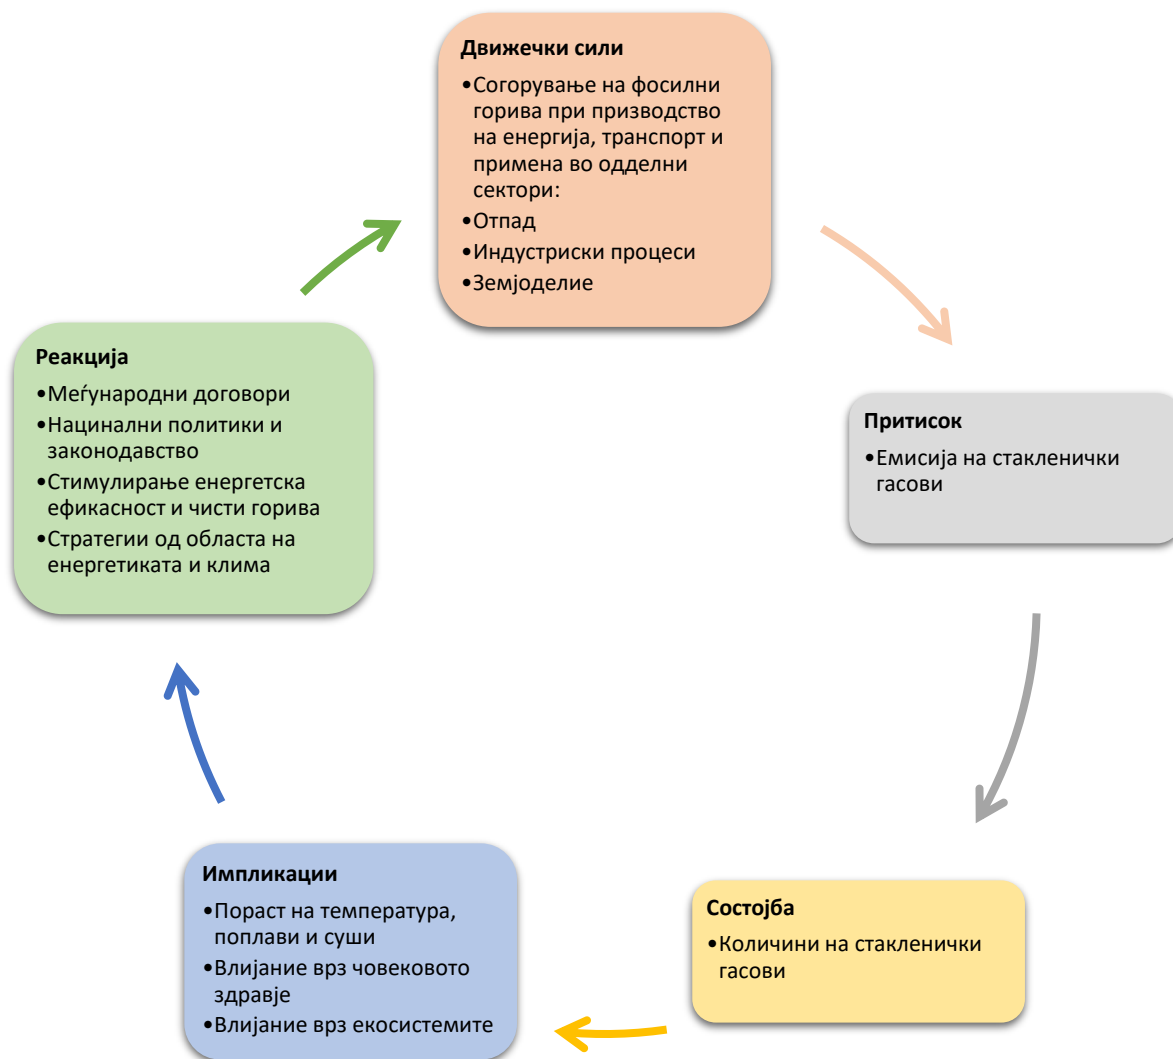 Движечки сили
•Согорување на фосилни
горива при призводство
на енергија, транспорт и
примена во одделни
сектори:
•Отпад
•Индустриски процеси
•Земјоделие
Притисок
•Емисија на стакленички
гасови
Состојба
•Количини на стакленички
гасови
Импликации
•Пораст на температура,
поплави и суши
•Влијание врз човековото
здравје
•Влијание врз екосистемите
Реакција
•Меѓународни договори
•Нацинални политики и
законодавство
•Стимулирање енергетска
ефикасност и чисти горива
•Стратегии од областа на
енергетиката и клима